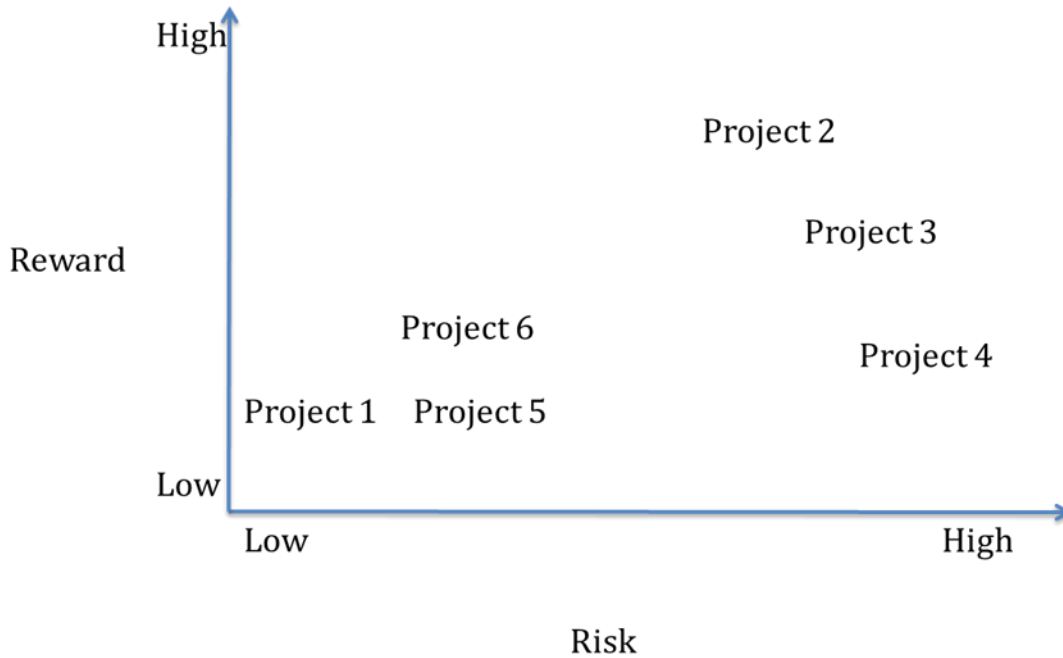 High
Project 2
Project 3
Reward
Project 6
Project 4
Project 1
Project 5
Low
Low
High
Risk